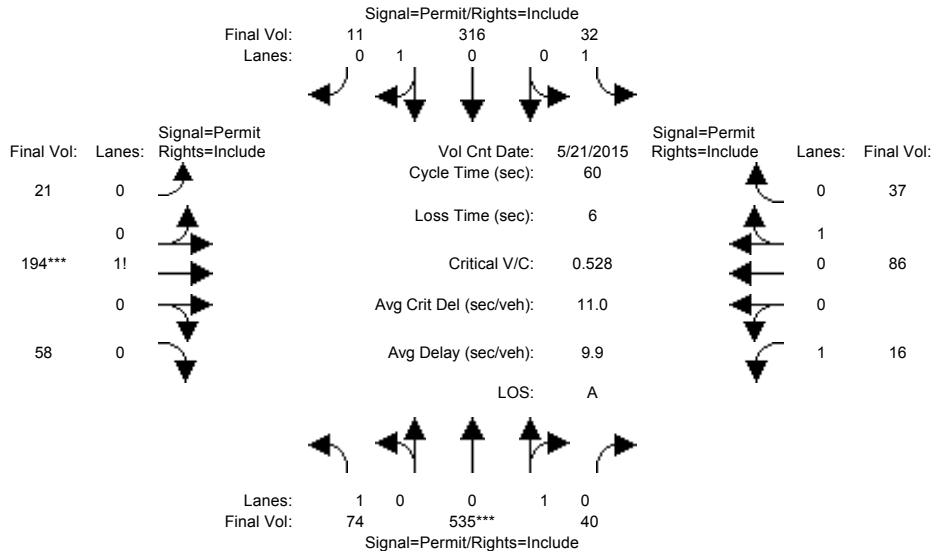 Signal=Permit/Rights=Include
Final Vol: 11 316 32
Lanes: 0 1 0 0 1
Signal=Permit Signal=Permit
Final Vol: Lanes: Rights=Include Vol Cnt Date: 5/21/2015 Rights=Include Lanes: Final Vol:
Cycle Time (sec): 60
21 0 0 37
Loss Time (sec): 6
0 1
194*** 1! Critical V/C: 0.528 0 86
0 Avg Crit Del (sec/veh): 11.0 0
58 0 Avg Delay (sec/veh): 9.9 1 16
LOS: A
Lanes: 1 0 0 1 0
Final Vol: 74 535*** 40
Signal=Permit/Rights=Include